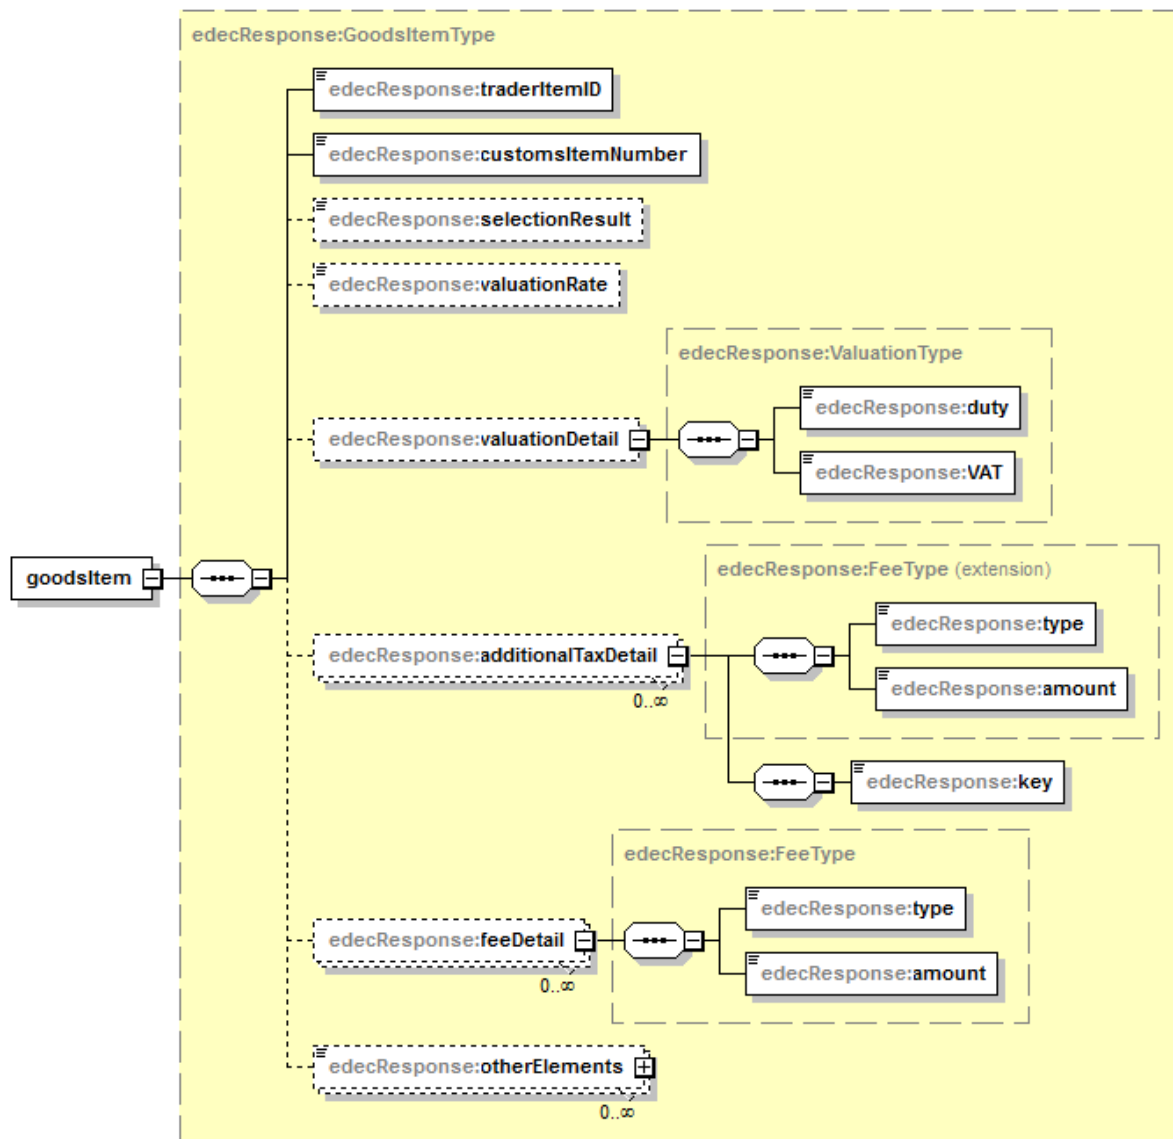 edecResponse:GoodsItemType
edecResponse:traderItemID
edecResponse:customsItemNumber
edecResponse:selectionResult
edecResponse:valuationRate
edecResponse:ValuationType
edecResponse:valuationDetail
edecResponse:duty
edecResponse:VAT
goodsItem
edecResponse:FeeType (extension)
edecResponse:additionalTaxDetail
0..∞
edecResponse:type
edecResponse:amount
edecResponse:key
edecResponse:FeeType
edecResponse:feeDetail
0..∞
edecResponse:type
edecResponse:amount
edecResponse:otherElements
0..∞